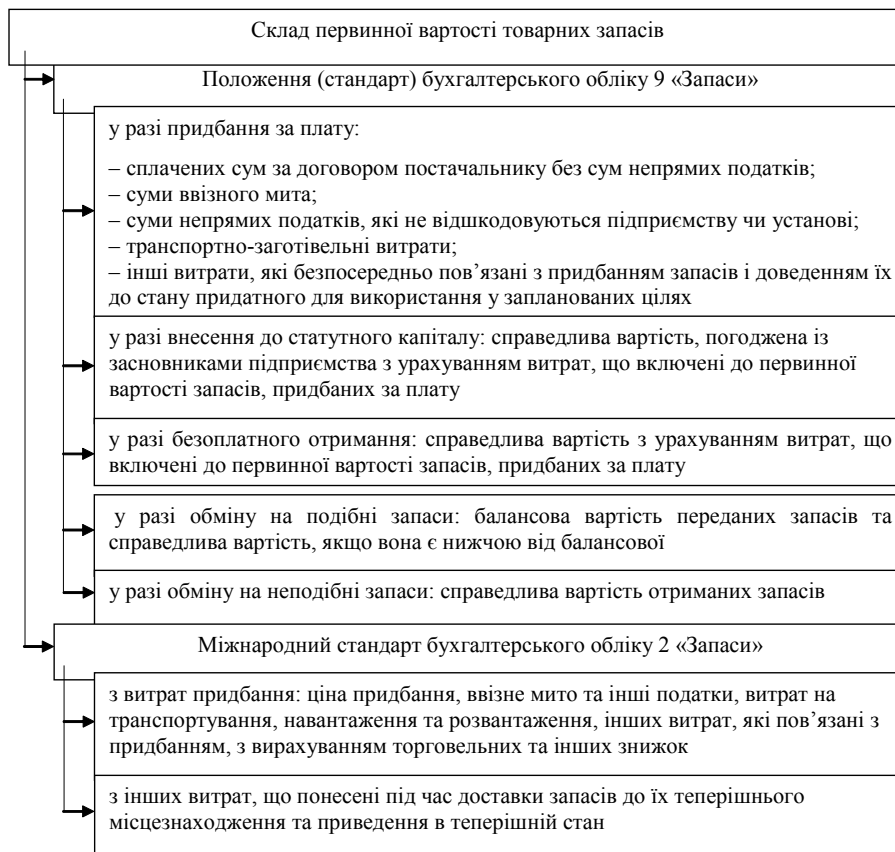 Склад первинної вартості товарних запасів
Положення (стандарт) бухгалтерського обліку 9 «Запаси»
у разі придбання за плату:
– сплачених сум за договором постачальнику без сум непрямих податків;
– суми ввізного мита;
– суми непрямих податків, які не відшкодовуються підприємству чи установі;
– транспортно-заготівельні витрати;
– інші витрати, які безпосередньо пов’язані з придбанням запасів і доведенням їх
до стану придатного для використання у запланованих цілях
у разі внесення до статутного капіталу: справедлива вартість, погоджена із
засновниками підприємства з урахуванням витрат, що включені до первинної
вартості запасів, придбаних за плату
у разі безоплатного отримання: справедлива вартість з урахуванням витрат, що
включені до первинної вартості запасів, придбаних за плату
у разі обміну на подібні запаси: балансова вартість переданих запасів та
справедлива вартість, якщо вона є нижчою від балансової
у разі обміну на неподібні запаси: справедлива вартість отриманих запасів
Міжнародний стандарт бухгалтерського обліку 2 «Запаси»
з витрат придбання: ціна придбання, ввізне мито та інші податки, витрат на
транспортування, навантаження та розвантаження, інших витрат, які пов’язані з
придбанням, з вирахуванням торговельних та інших знижок
з інших витрат, що понесені під час доставки запасів до їх теперішнього
місцезнаходження та приведення в теперішній стан